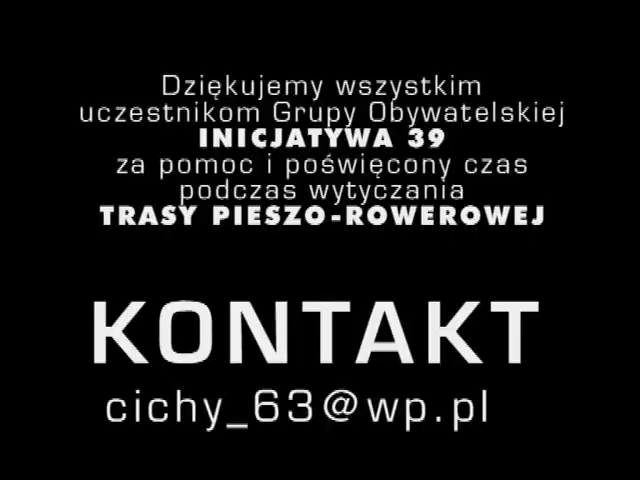 Dziękujemy wszystkim
uczestnikom Grupy Obywatelskiej
INICJATYWA 39
za pomoc i poświęcony czas
podczas wytyczania
TRASY PIESZO-ROWEROWEJ
KONTAKT
cichy_63@wp.pl